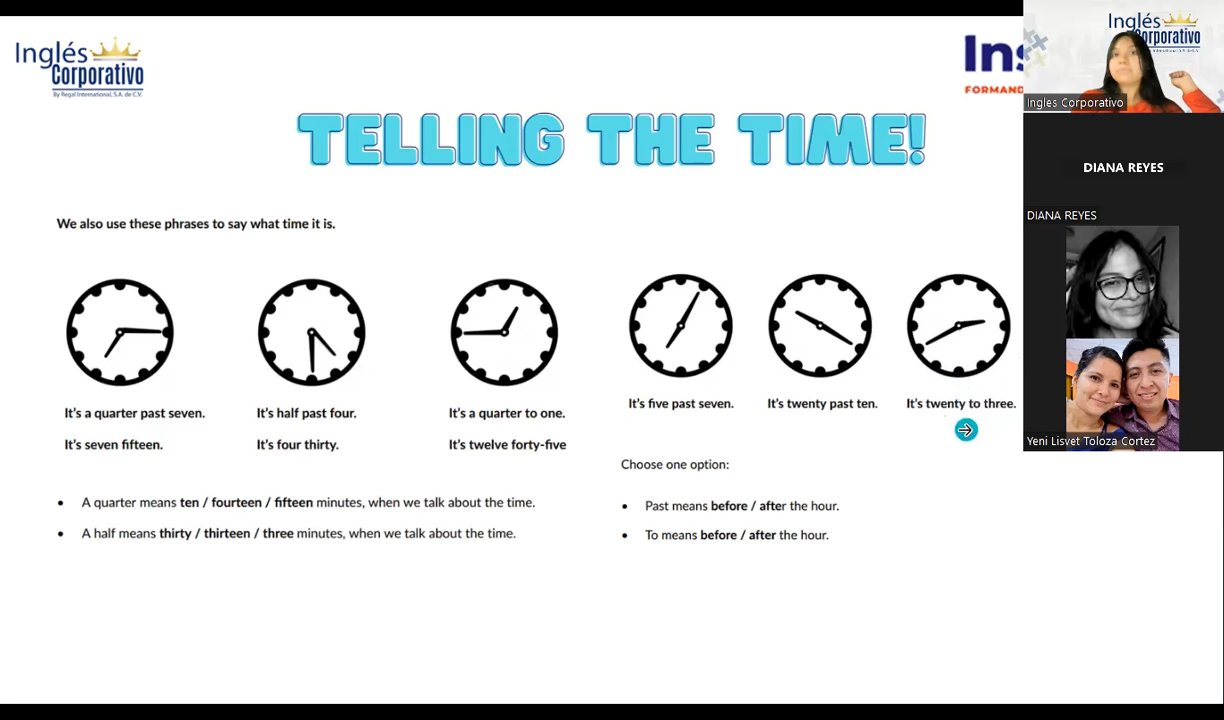 Inglés
Corporativo
By Regal International, S.A. de C.V.
Ins
FORMAND
TELLING THE TIME!
We also use these phrases to say what time it is.
It's a quarter past seven.
It's half past four.
It's a quarter to one.
It's seven fifteen.
It's four thirty.
It's twelve forty-five
It's five past seven.
It's twenty past ten.
It's twenty to three.
• A quarter means ten / fourteen / fifteen minutes, when we talk about the time.
• A half means thirty / thirteen / three minutes, when we talk about the time.
Choose one option:
• Past means before / after the hour.
• To means before / after the hour.
Inglés
Corporativo
Ingles Corporativo
DIANA REYES
DIANA REYES
Yeni Lisvet Toloza Cortez